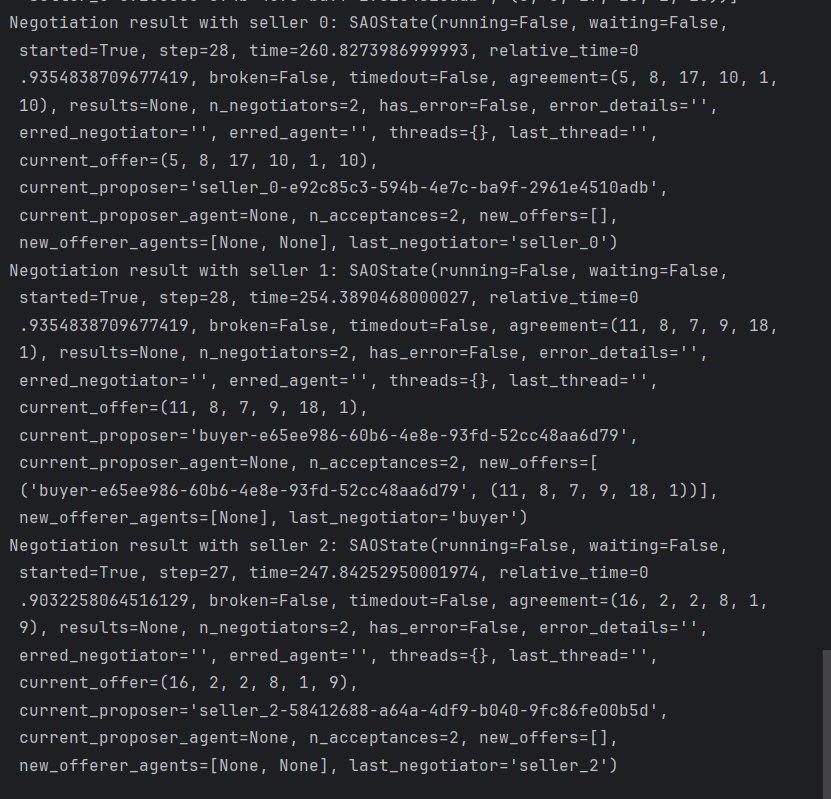 Negotiation result with seller 0: SAOState(running=False, waiting=False,
started=True, step=28, time=260.8273986999993, relative_time=0
.9354838709677419, broken=False, timedout=False, agreement=(5, 8, 17, 10, 1,
10), results=None, n_negotiators=2, has_error=False, error_details='',
erred_negotiator='', erred_agent='', threads={}, last_thread='',
current_offer=(5, 8, 17, 10, 1, 10),
current_proposer='seller_0-e92c85c3-594b-4e7c-ba9f-2961e4510adb',
current_proposer_agent=None, n_acceptances=2, new_offers=[],
new_offerer_agents=[None, None], last_negotiator='seller_0')
Negotiation result with seller 1: SAOState(running=False, waiting=False,
started=True, step=28, time=254.3890468000027, relative_time=0
.9354838709677419, broken=False, timedout=False, agreement=(11, 8, 7, 9, 18,
1), results=None, n_negotiators=2, has_error=False, error_details='',
erred_negotiator='', erred_agent='', threads={}, last_thread='',
current_offer=(11, 8, 7, 9, 18, 1),
current_proposer='buyer-e65ee986-60b6-4e8e-93fd-52cc48aa6d79',
current_proposer_agent=None, n_acceptances=2, new_offers=[
('buyer-e65ee986-60b6-4e8e-93fd-52cc48aa6d79', (11, 8, 7, 9, 18, 1))],
new_offerer_agents=[None], last_negotiator='buyer')
Negotiation result with seller 2: SAOState(running=False, waiting=False,
started=True, step=27, time=247.84252950001974, relative_time=0
.9032258064516129, broken=False, timedout=False, agreement=(16, 2, 2, 8, 1,
9), results=None, n_negotiators=2, has_error=False, error_details='',
erred_negotiator='', erred_agent='', threads={}, last_thread='',
current_offer=(16, 2, 2, 8, 1, 9),
current_proposer='seller_2-58412688-a64a-4df9-b040-9fc86fe00b5d',
current_proposer_agent=None, n_acceptances=2, new_offers=[],
new_offerer_agents=[None, None], last_negotiator='seller_2')